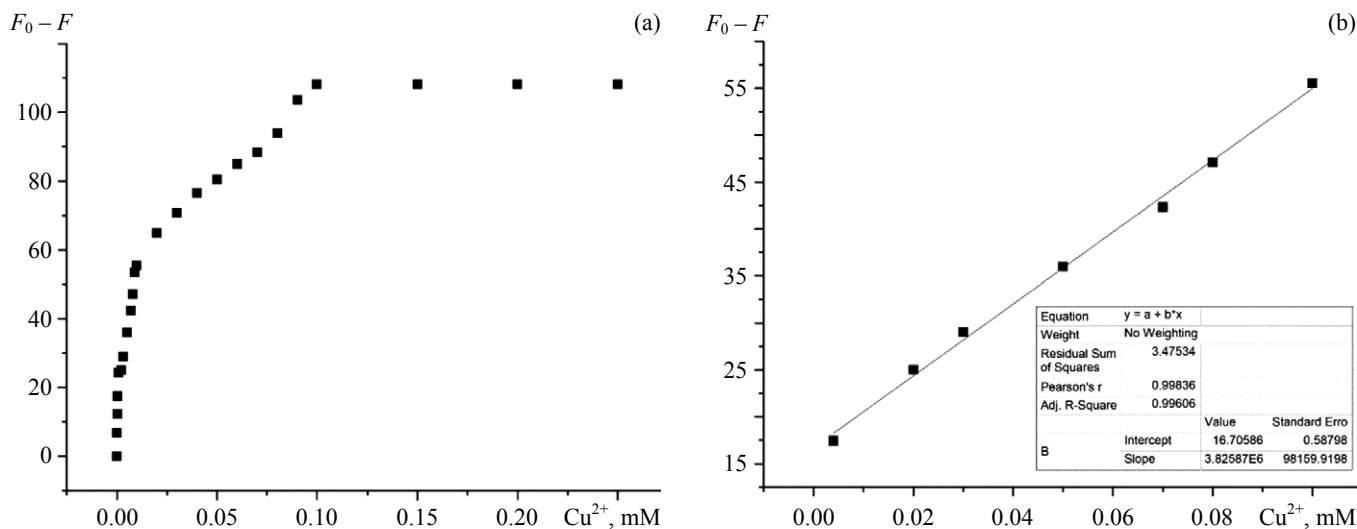 F₀ – F
(a)
100
80
60
40
20
0
0.00 0.05 0.10 0.15 0.20 Cu²⁺, mM
F₀ – F
(b)
55
45
35
25
15
Equation y = a + b*x
Weight No Weighting
Residual Sum
of Squares 3.47534
Pearson's r 0.99836
Adj. R-Square 0.99606
Value Standard Erro
B Intercept 16.70586 0.58798
Slope 3.82587E6 98159.9198
0.00 0.02 0.04 0.06 0.08 Cu²⁺, mM